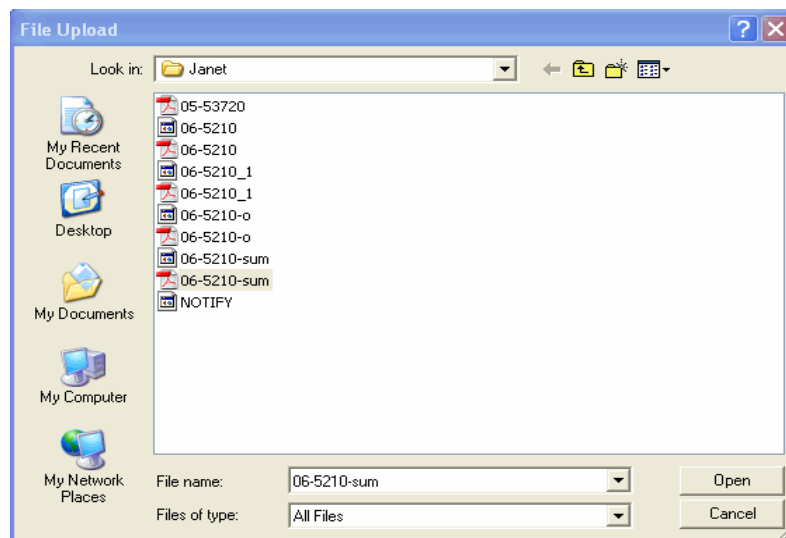 File Upload
Look in: Janet
My Recent
Documents
Desktop
My Documents
My Computer
My Network
Places
05-53720
06-5210
06-5210
06-5210_1
06-5210_1
06-5210-o
06-5210-o
06-5210-sum
06-5210-sum
NOTIFY
File name: 06-5210-sum Open
Files of type: All Files Cancel